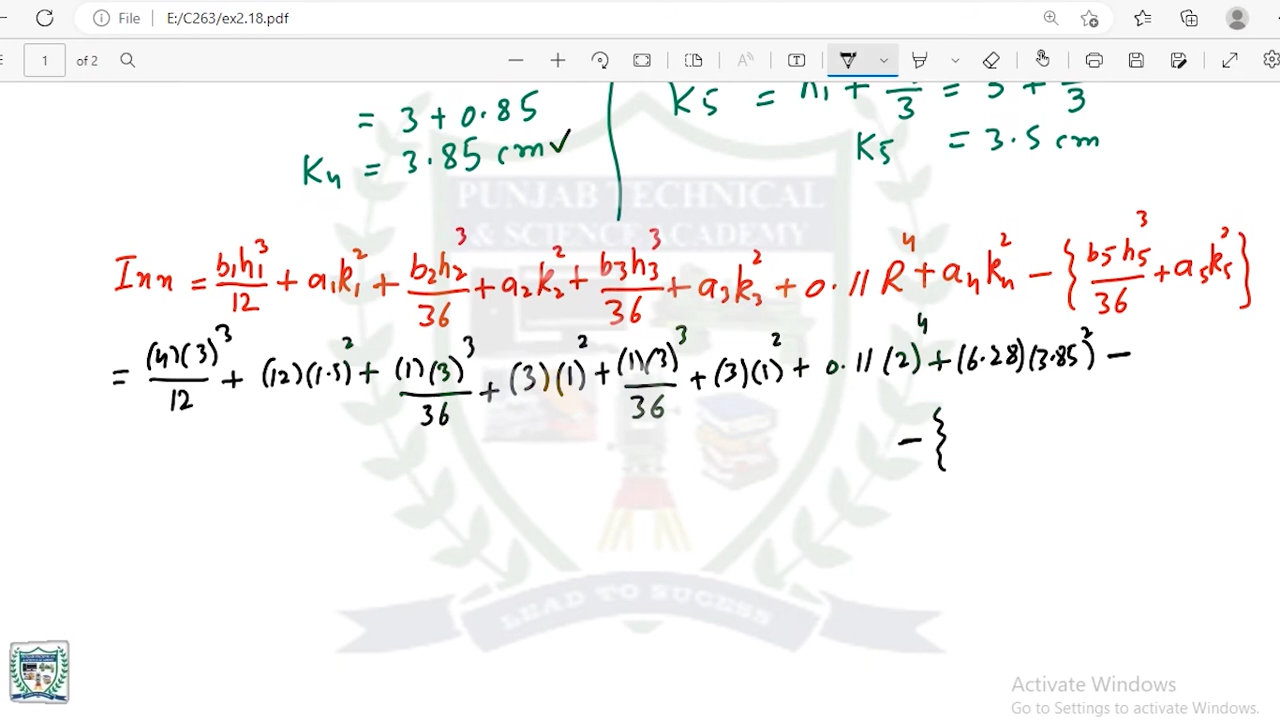 File E:/C263/ex2.18.pdf
1 of 2
= 3 + 0.85
K4 = 3.85 cm ✓
K5 = h1 + /3 = 3 + /3
K5 = 3.5 cm
PUNJAB TECHNICAL
& SCIENCE ACADEMY
Inn = b1h1³/12 + a1k1² + b2h2³/36 + a2k2² + b3h3³/36 + a3k3² + 0.11 R⁴ + a4k4² − { b5h5³/36 + a5k5² }
= (4)(3)³/12 + (12)(1.5)² + (1)(3)³/36 + (3)(1)² + (1)(3)³/36 + (3)(1)² + 0.11 (2)⁴ + (6.28)(3.85)² −
− {
LEAD TO SUCCESS
Activate Windows
Go to Settings to activate Windows.